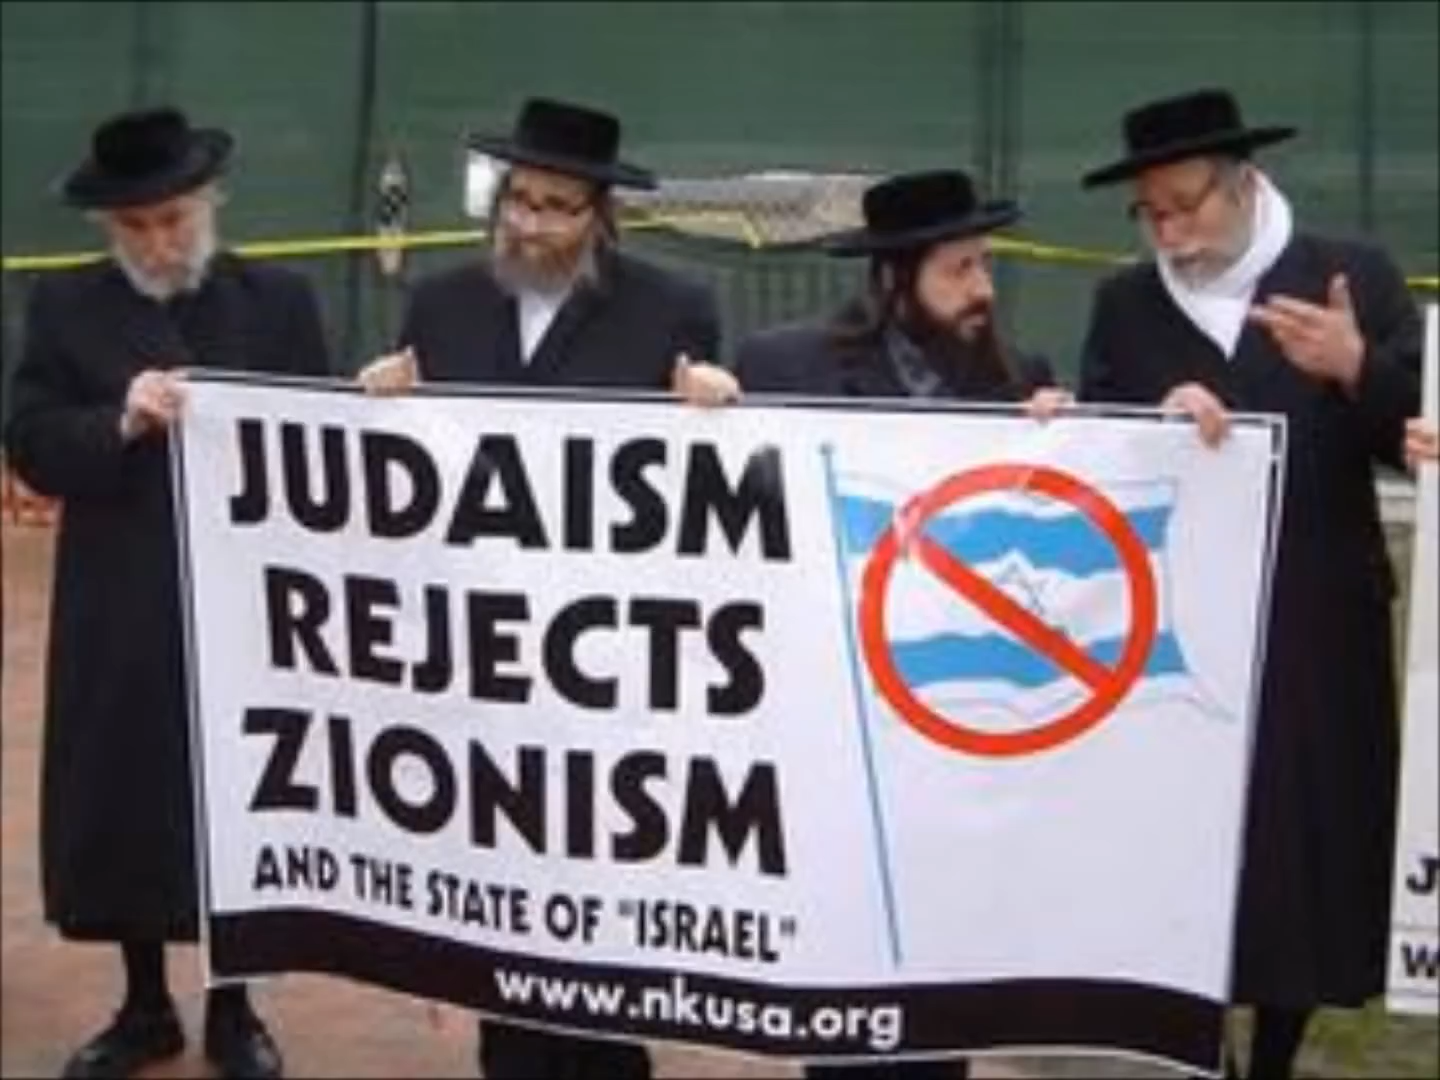 JUDAISM
REJECTS
ZIONISM
AND THE STATE OF "ISRAEL"
www.nkusa.org
J
W